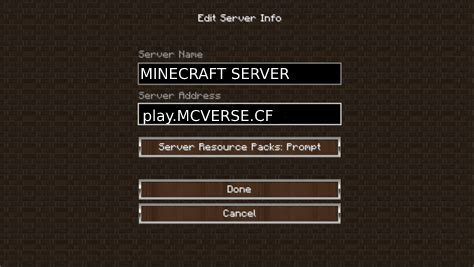 Edit Server Info
Server Name
MINECRAFT SERVER
Server Address
play.MCVERSE.CF
Server Resource Packs: Prompt
Done
Cancel